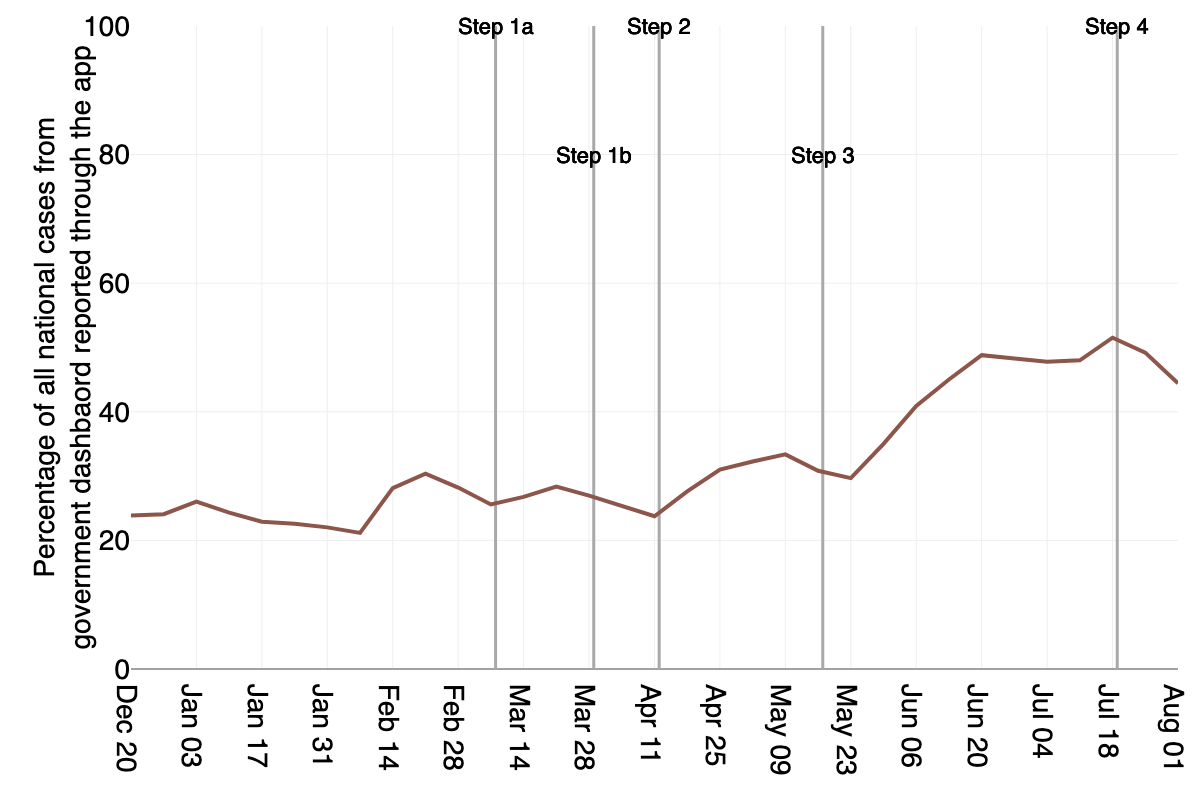 Percentage of all national cases from
government dashbaord reported through the app
100
80
60
40
20
0
Step 1a
Step 2
Step 4
Step 1b
Step 3
Dec 20
Jan 03
Jan 17
Jan 31
Feb 14
Feb 28
Mar 14
Mar 28
Apr 11
Apr 25
May 09
May 23
Jun 06
Jun 20
Jul 04
Jul 18
Aug 01